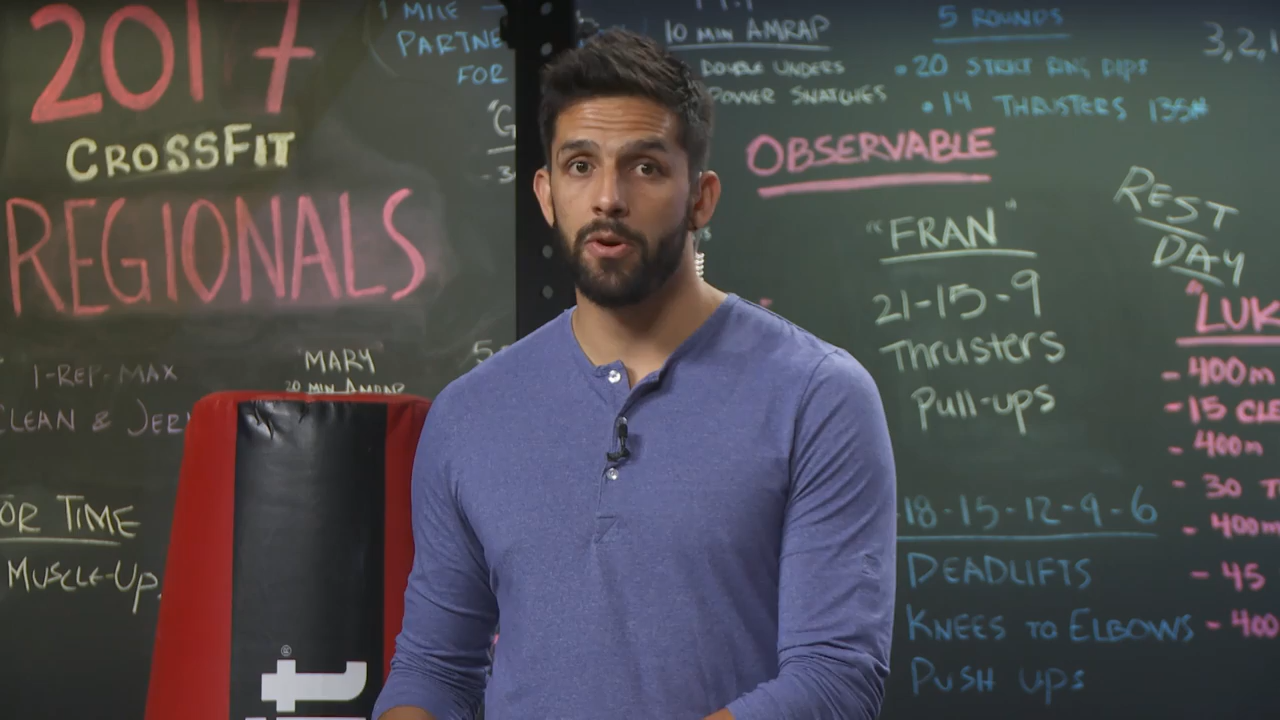 2017
CROSSFIT
REGIONALS
1-REP-MAX
CLEAN &
MARY
20 MIN AMRAP
FOR TIME
MUSCLE-UP
1 MILE
FOR
10 MIN AMRAP
DOUBLE UNDERS
POWER SNATCHES
5 ROUNDS
• 20 STRICT RING DIPS
• 14 THRUSTERS 135#
3,2,1
OBSERVABLE
"FRAN"
21-15-9
Thrusters
Pull-ups
18-15-12-9-6
DEADLIFTS
KNEES TO ELBOWS
PUSH UPS
REST
DAY
"LUK
- 400m
- 15 CLE
- 400m
- 30 T
- 400m
- 45
- 400
it®